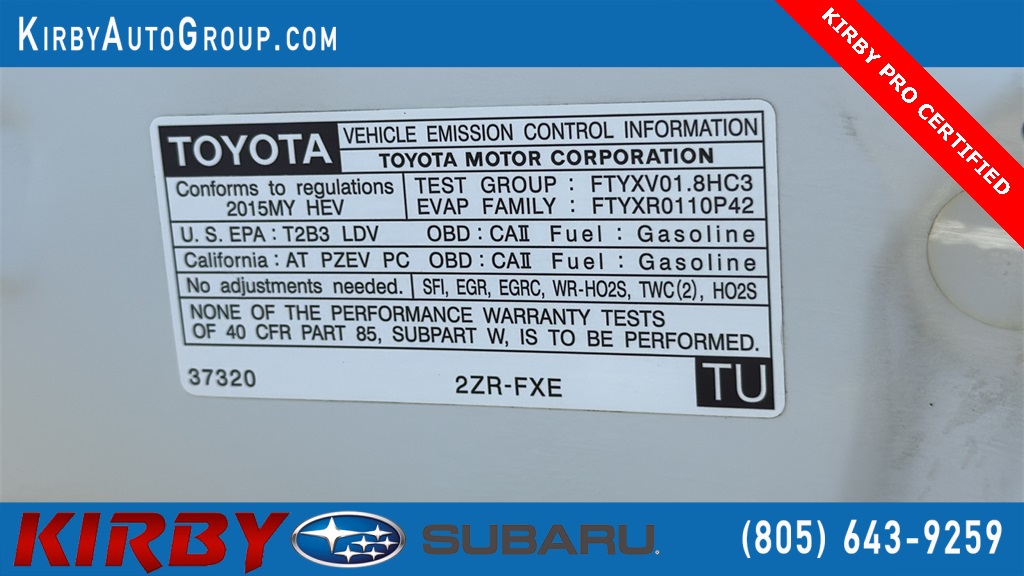 KirbyAutoGroup.com
KIRBY PRO CERTIFIED
TOYOTA
VEHICLE EMISSION CONTROL INFORMATION
TOYOTA MOTOR CORPORATION
Conforms to regulations
2015MY HEV
TEST GROUP : FTYXV01.8HC3
EVAP FAMILY : FTYXR0110P42
U.S. EPA : T2B3 LDV OBD : CAII Fuel : Gasoline
California : AT PZEV PC OBD : CAII Fuel : Gasoline
No adjustments needed. SFI, EGR, EGRC, WR-HO2S, TWC(2), HO2S
NONE OF THE PERFORMANCE WARRANTY TESTS
OF 40 CFR PART 85, SUBPART W, IS TO BE PERFORMED.
37320 2ZR-FXE TU
KIRBY SUBARU. (805) 643-9259